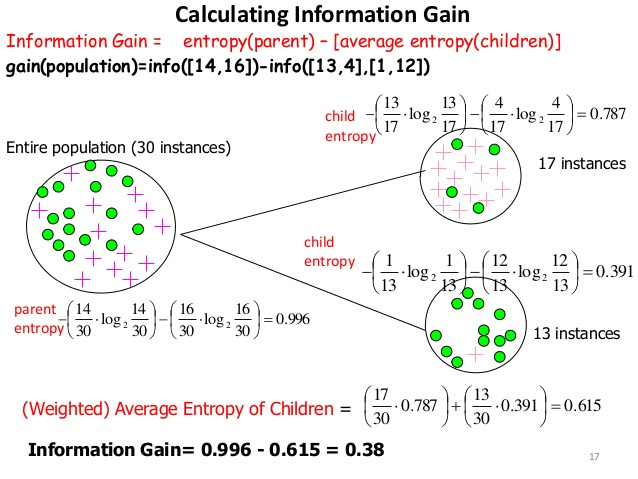 Calculating Information Gain
Information Gain = entropy(parent) – [average entropy(children)]
gain(population)=info([14,16])-info([13,4],[1,12])
child entropy
−(13/17 · log₂ 13/17) − (4/17 · log₂ 4/17) = 0.787
Entire population (30 instances)
17 instances
child entropy
−(1/13 · log₂ 1/13) − (12/13 · log₂ 12/13) = 0.391
parent entropy
−(14/30 · log₂ 14/30) − (16/30 · log₂ 16/30) = 0.996
13 instances
(Weighted) Average Entropy of Children = (17/30 · 0.787) + (13/30 · 0.391) = 0.615
Information Gain= 0.996 - 0.615 = 0.38
17